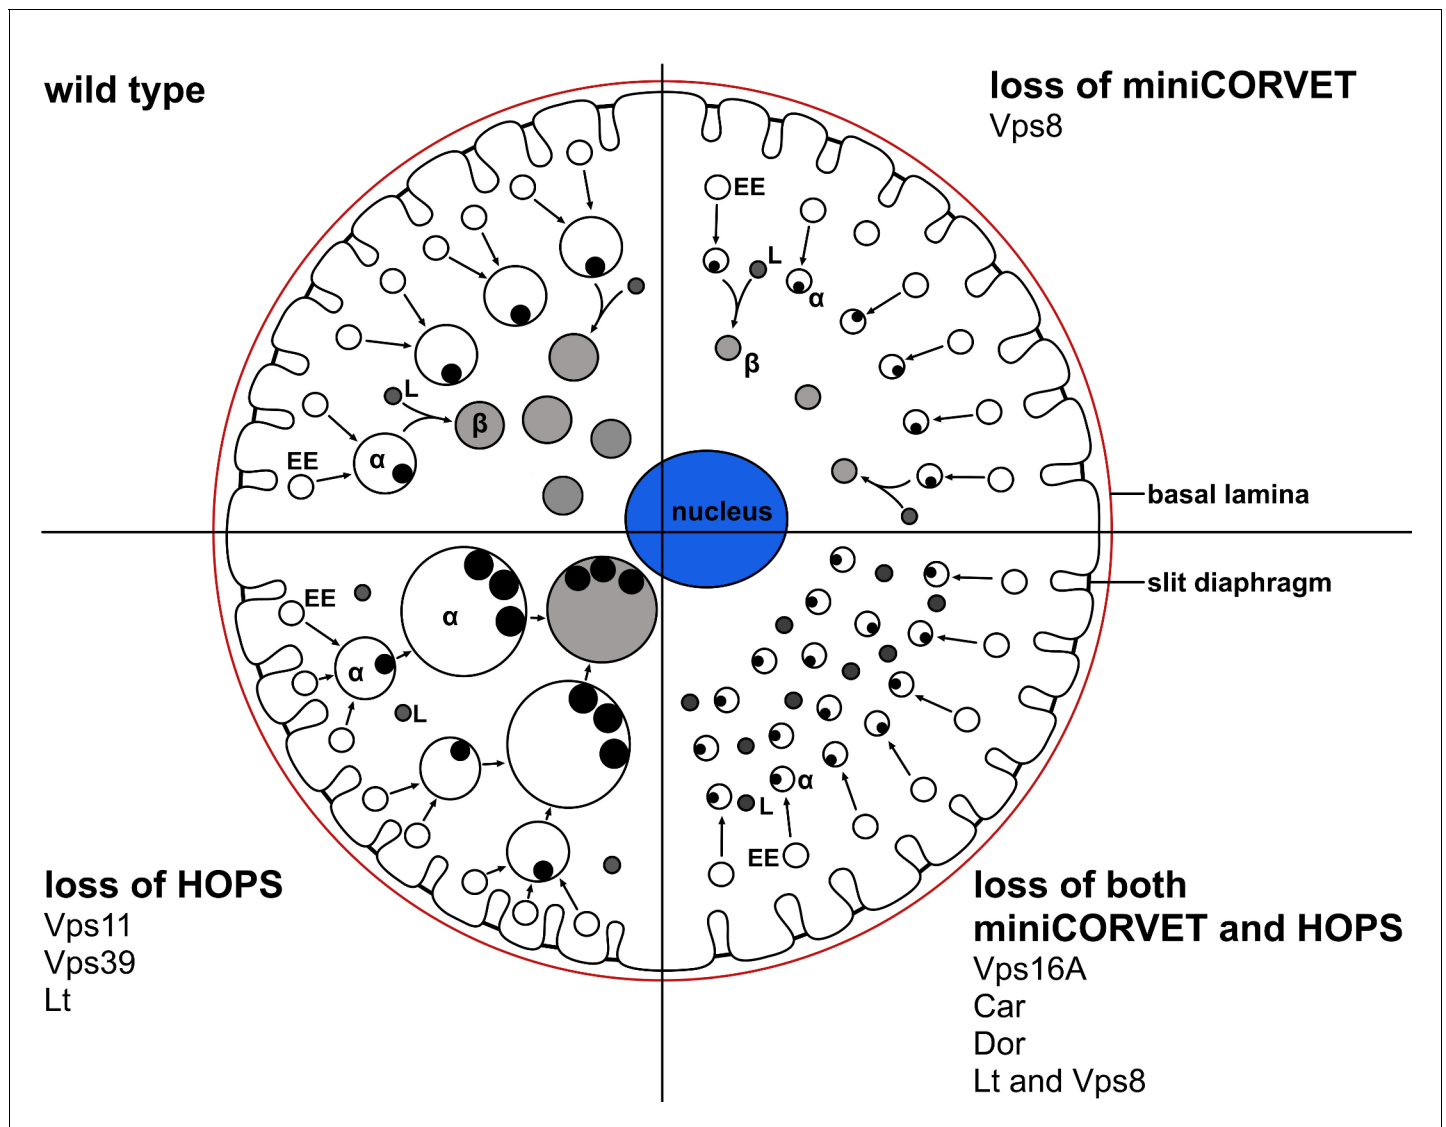 wild type
loss of miniCORVET
Vps8
EE
L
α
β
L
β
α
EE
nucleus
basal lamina
slit diaphragm
EE
α
α
L
α
L
EE
loss of HOPS
Vps11
Vps39
Lt
loss of both
miniCORVET and HOPS
Vps16A
Car
Dor
Lt and Vps8